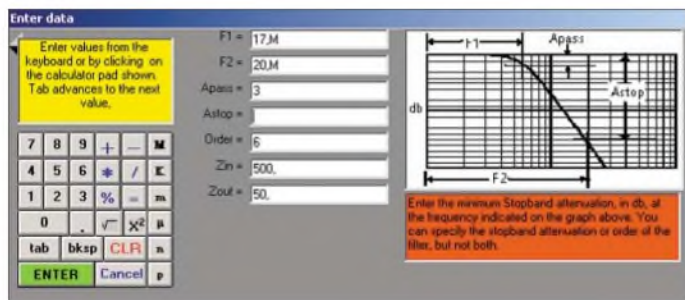 Enter data
Enter values from the
keyboard or by clicking on
the calculator pad shown.
Tab advances to the next
value,
7 8 9 + - M
4 5 6 * / K
1 2 3 % = m
0 . √ X² µ
tab bksp CLR n
ENTER Cancel p
F1 = 17,M
F2 = 20,M
Apass = 3
Astop =
Order = 6
Zin = 500,
Zout = 50,
F1
Apass
Astop
db
F2
Enter the minimum Stopband attenuation, in db, at
the frequency indicated on the graph above. You
can specify the stopband attenuation or order of the
filter, but not both.